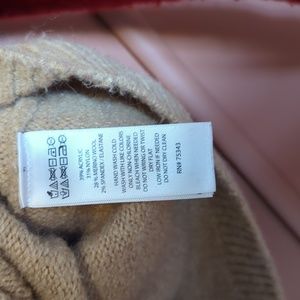 39% ACRYLIC
31% NYLON
28% MERINO WOOL
2% SPANDEX / ELASTANE
HAND WASH COLD
WASH WITH LIKE COLORS
ONLY NON-CHLORINE
BLEACH WHEN NEEDED
DO NOT WRING OR TWIST
DRY FLAT
LOW IRON IF NEEDED
DO NOT DRY CLEAN
RN# 75343